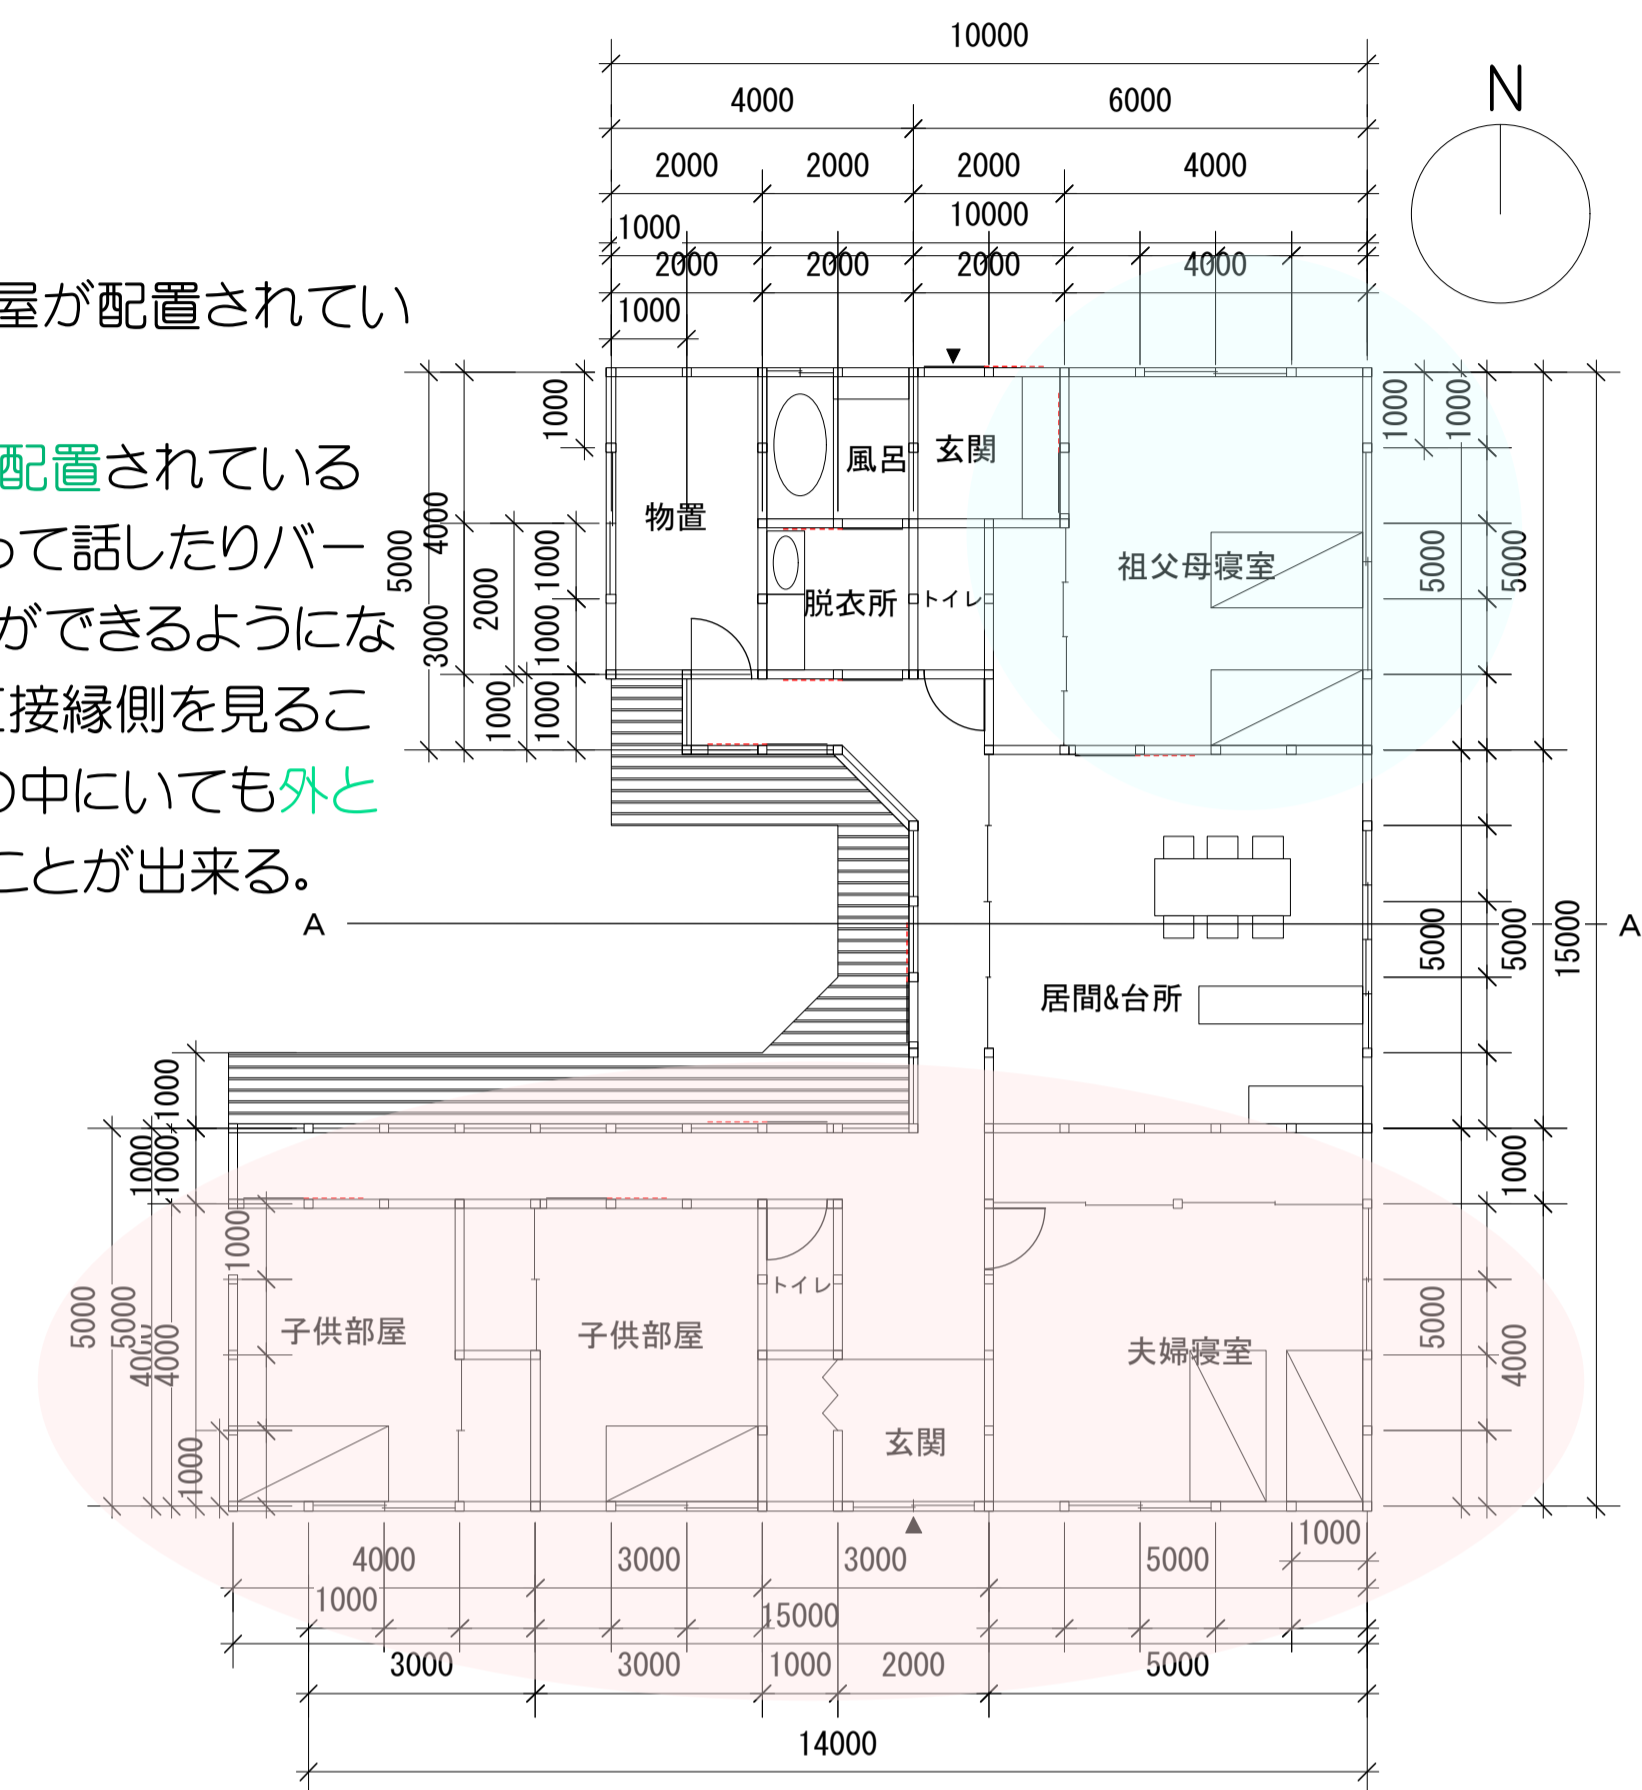 10000
N
4000 6000
2000 2000 2000 4000
10000
1000
2000 2000 2000 4000
1000
屋が配置されてい
配置されている
って話したりバー
ができるようにな
直接縁側を見るこ
の中にいても外と
ことが出来る。
1000
5000
4000
3000
2000
1000
1000
1000
1000
物置
風呂
玄関
脱衣所
トイレ
祖父母寝室
1000
1000
5000
5000
A
A
居間&台所
5000
5000
15000
1000
1000
1000
1000
1000
5000
5000
4000
4000
1000
子供部屋
子供部屋
トイレ
玄関
夫婦寝室
5000
4000
1000
4000 3000 3000 5000
1000
15000
3000 3000 1000 2000 5000
14000